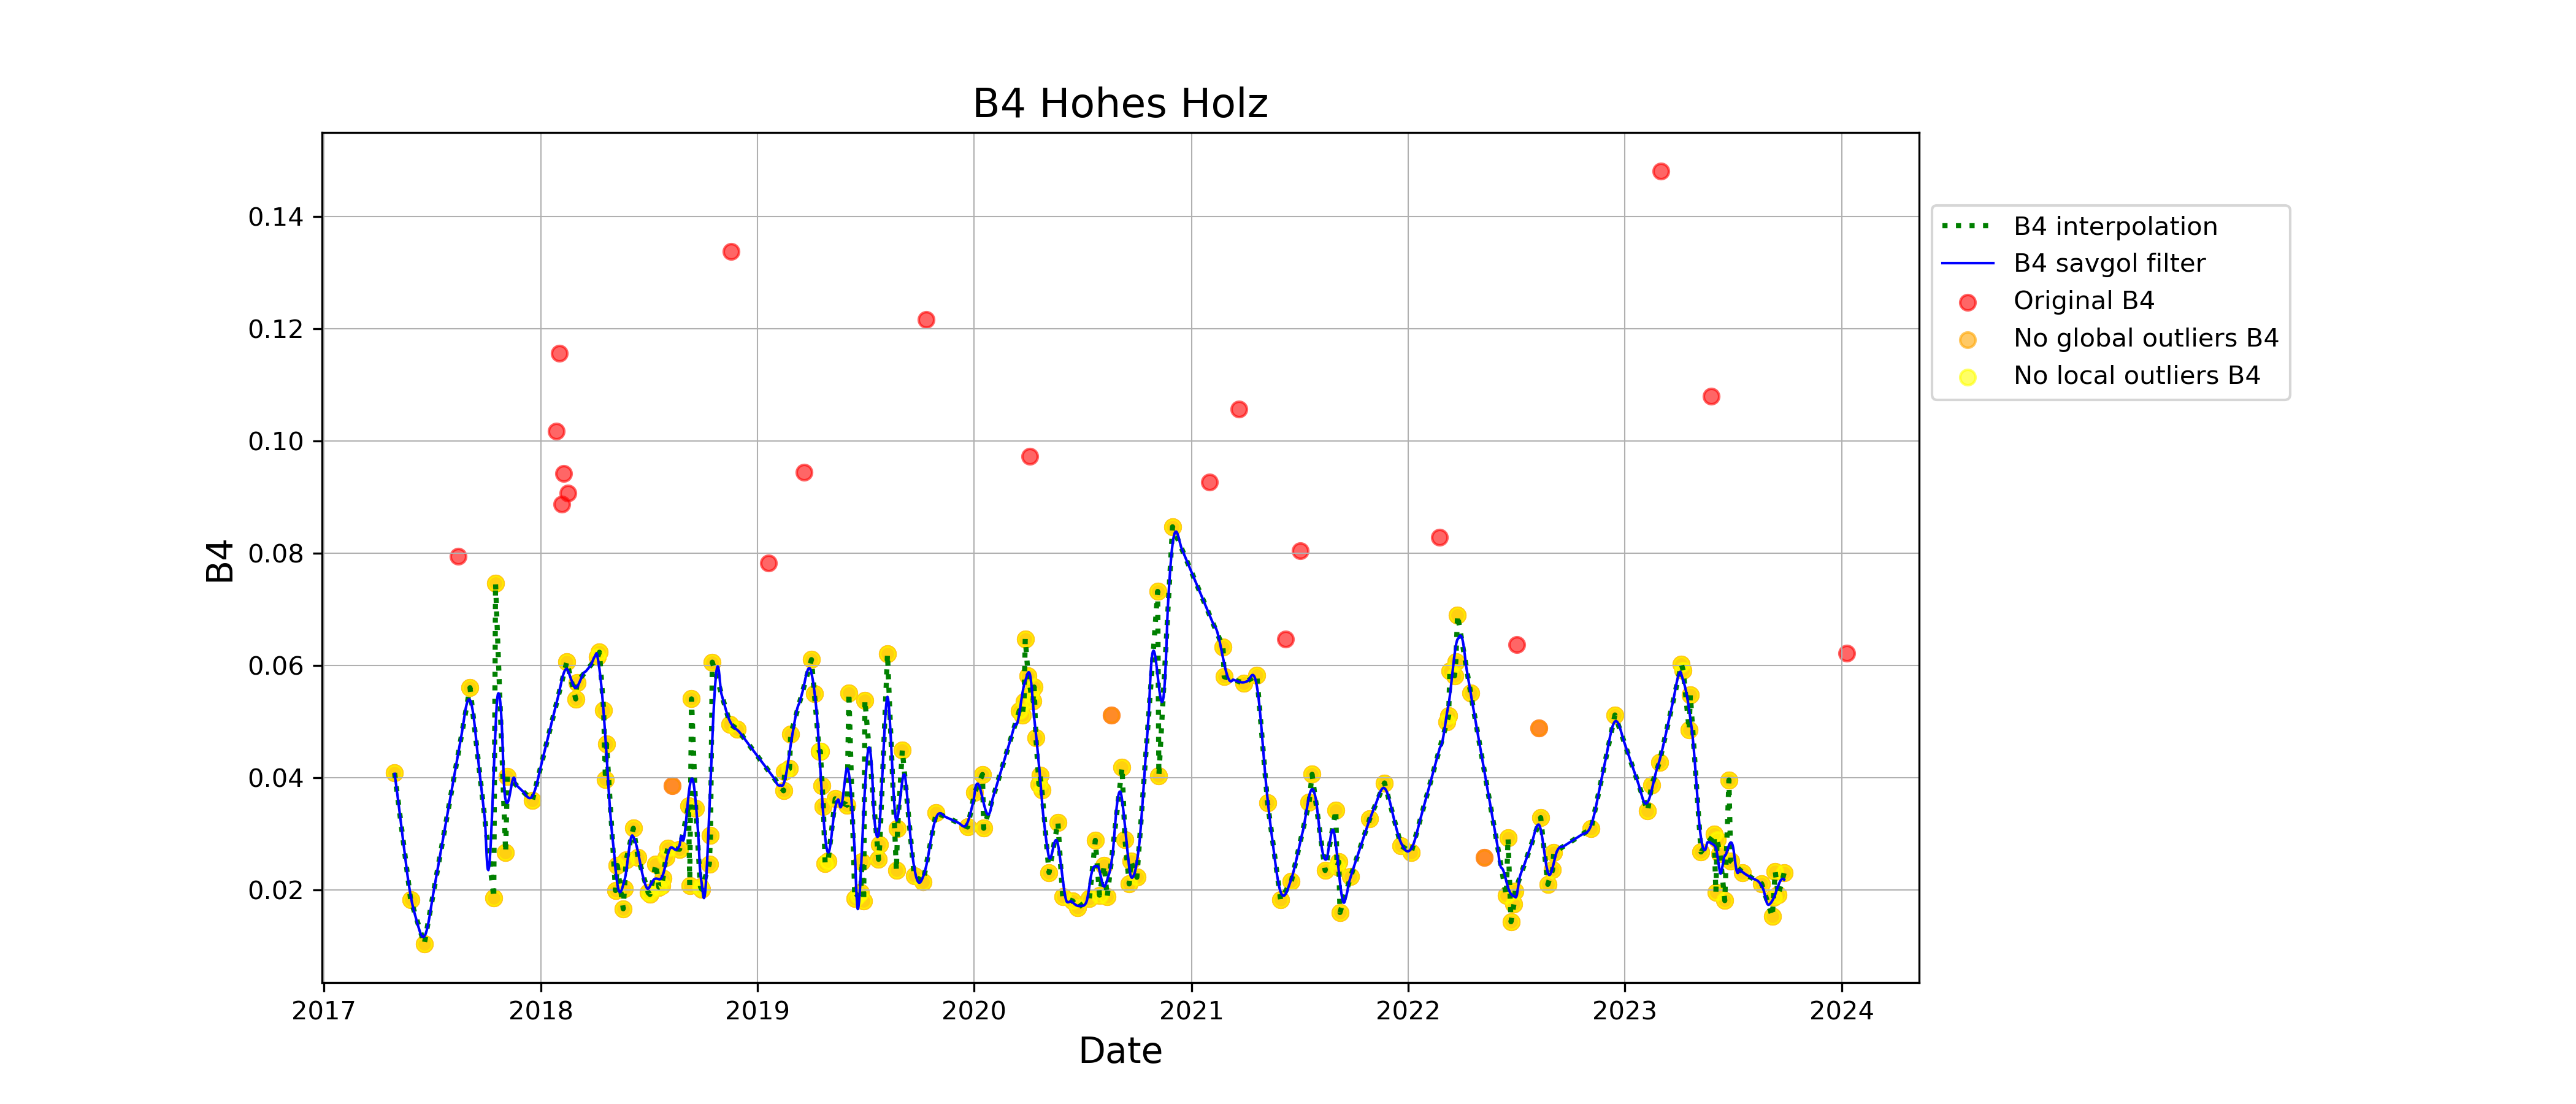 B4 Hohes Holz
0.14
0.12
0.10
0.08
0.06
0.04
0.02
B4
2017 2018 2019 2020 2021 2022 2023 2024
Date
B4 interpolation
B4 savgol filter
Original B4
No global outliers B4
No local outliers B4